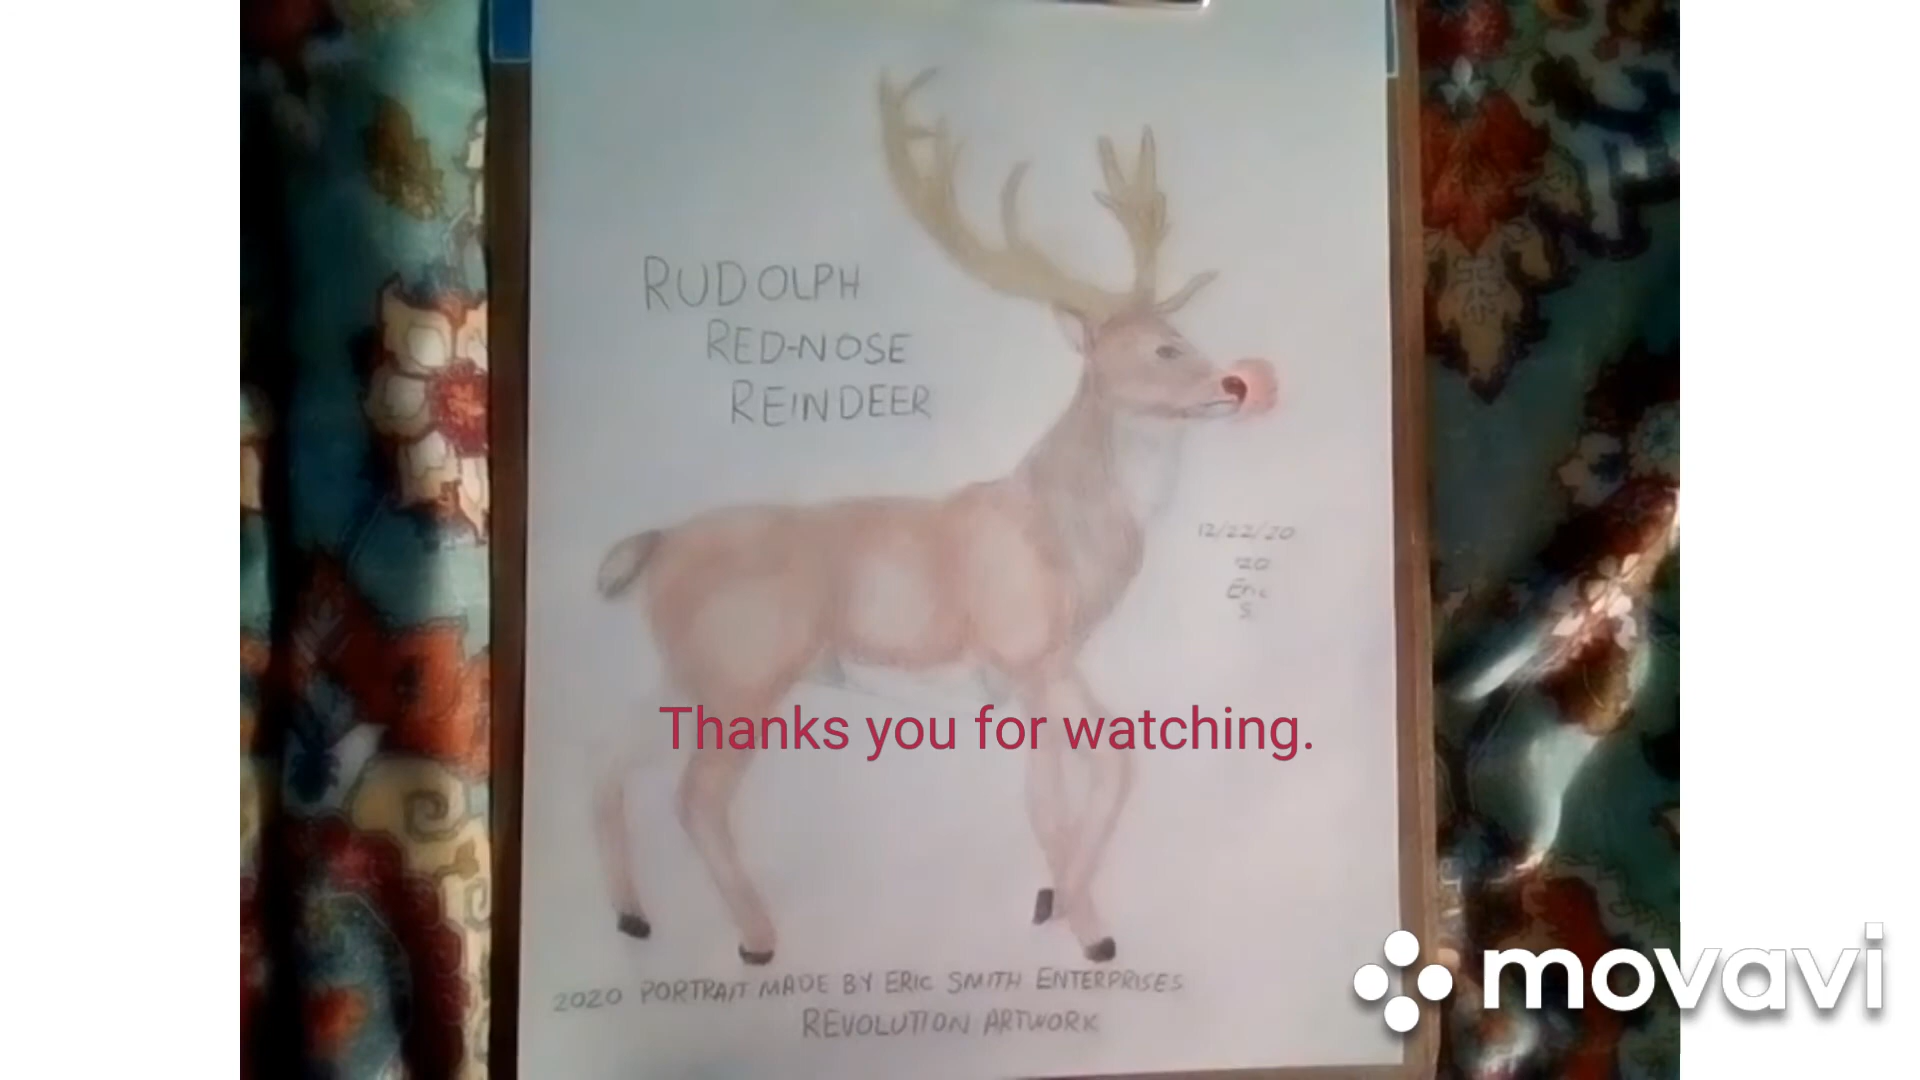 RUDOLPH
RED-NOSE
REINDEER
12/22/20
20
Eric
S.
Thanks you for watching.
2020 PORTRAIT MADE BY ERIC SMITH ENTERPRISES
REVOLUTION ARTWORK
movavi